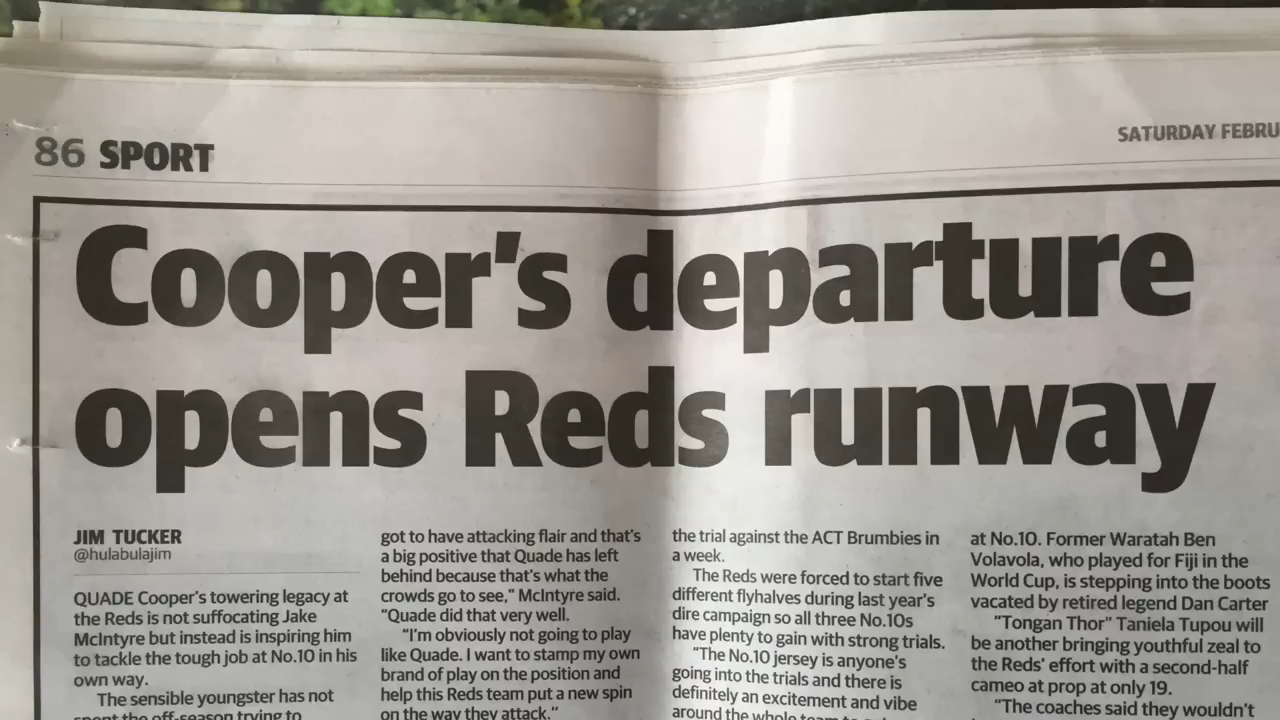 86 SPORT
SATURDAY FEBRU
Cooper's departure
opens Reds runway
JIM TUCKER
@hulabulajim
QUADE Cooper's towering legacy at
the Reds is not suffocating Jake
McIntyre but instead is inspiring him
to tackle the tough job at No.10 in his
own way.
The sensible youngster has not
spent the off-season trying to
got to have attacking flair and that's
a big positive that Quade has left
behind because that's what the
crowds go to see," McIntyre said.
"Quade did that very well.
"I'm obviously not going to play
like Quade. I want to stamp my own
brand of play on the position and
help this Reds team put a new spin
on the way they attack."
the trial against the ACT Brumbies in
a week.
The Reds were forced to start five
different flyhalves during last year's
dire campaign so all three No.10s
have plenty to gain with strong trials.
"The No.10 jersey is anyone's
going into the trials and there is
definitely an excitement and vibe
around the whole team to
at No.10. Former Waratah Ben
Volavola, who played for Fiji in the
World Cup, is stepping into the boots
vacated by retired legend Dan Carter
"Tongan Thor" Taniela Tupou will
be another bringing youthful zeal to
the Reds' effort with a second-half
cameo at prop at only 19.
"The coaches said they wouldn't